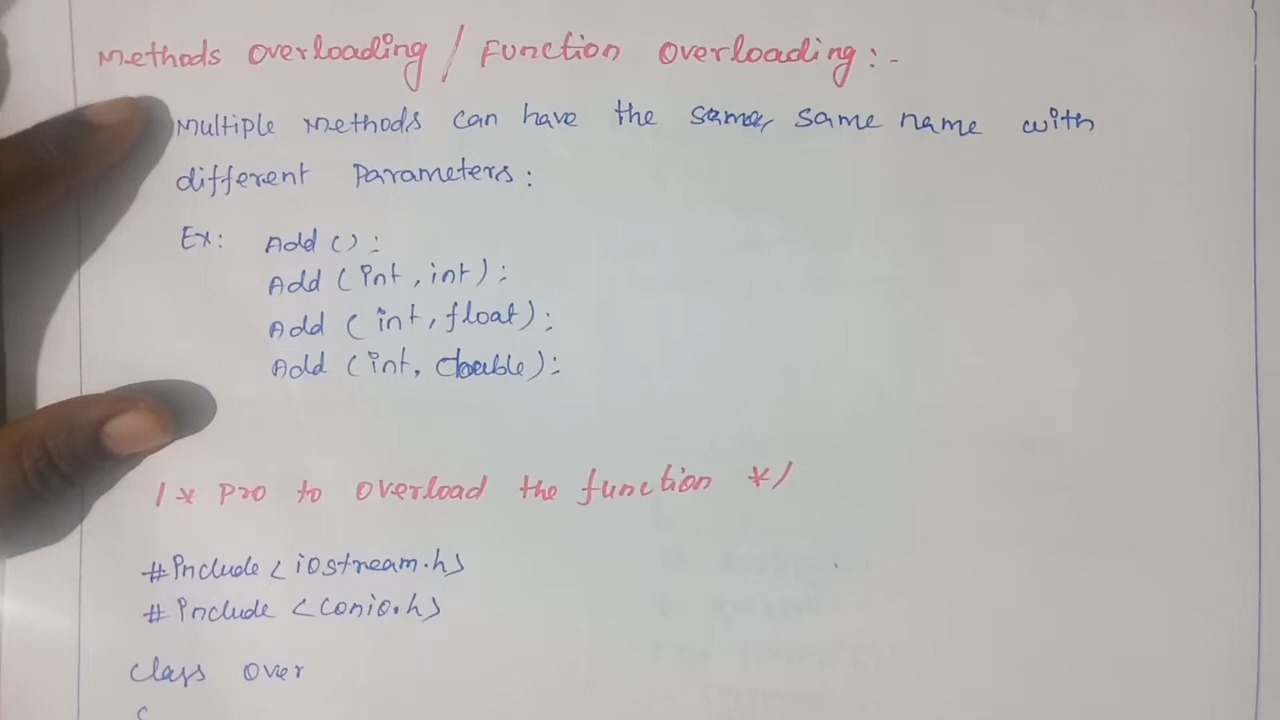 Methods overloading / Function overloading :-
Multiple Methods can have the same, same name with
different Parameters:
Ex: Add ();
Add (int, int);
Add (int, float);
Add (int, double);
/* Pro to overload the function */
#include <iostream.h>
#include <conio.h>
class over
{